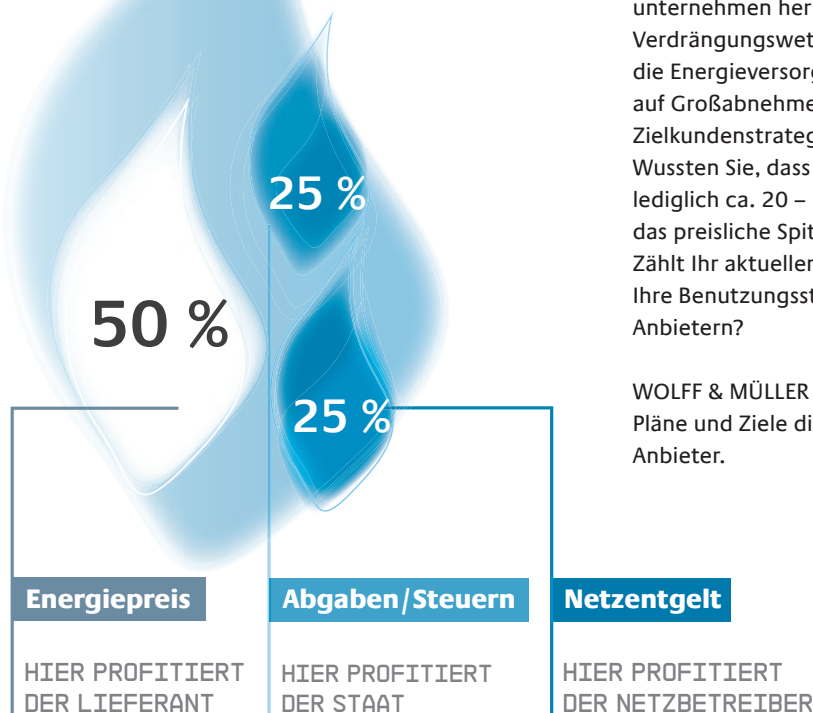 25 %
50 %
25 %
unternehmen her
Verdrängungswet
die Energieversorg
auf Großabnehme
Zielkundenstrateg
Wussten Sie, dass
lediglich ca. 20 –
das preisliche Spit
Zählt Ihr aktueller
Ihre Benutzungsst
Anbietern?
WOLFF & MÜLLER
Pläne und Ziele di
Anbieter.
Energiepreis
HIER PROFITIERT
DER LIEFERANT
Abgaben/Steuern
HIER PROFITIERT
DER STAAT
Netzentgelt
HIER PROFITIERT
DER NETZBETREIBER